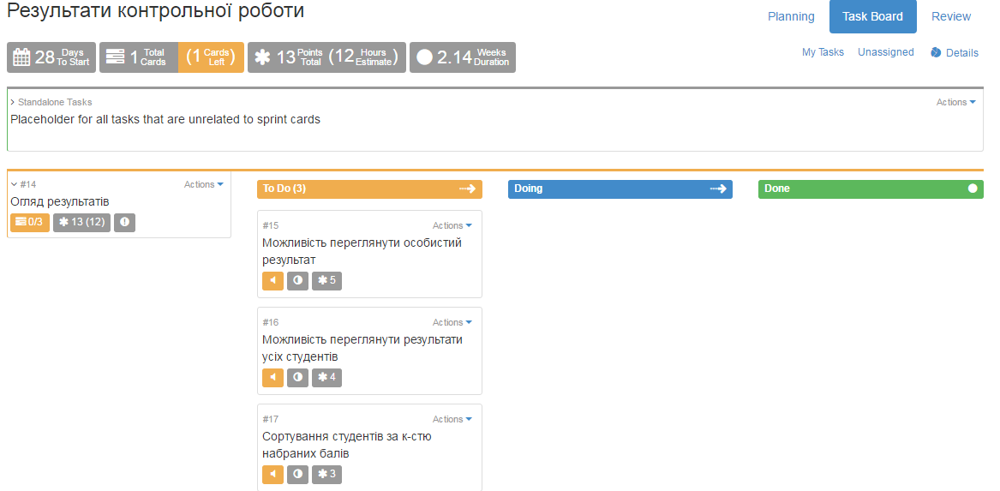 Результати контрольної роботи
Planning Task Board Review
28 Days To Start 1 Total Cards (1 Cards Left) 13 Points Total (12 Hours Estimate) 2.14 Weeks Duration
My Tasks Unassigned Details
Standalone Tasks Actions
Placeholder for all tasks that are unrelated to sprint cards
#14 Actions
Огляд результатів
0/3 13 (12)
To Do (3) Doing Done
#15 Actions
Можливість переглянути особистий
результат
5
#16 Actions
Можливість переглянути результати
усіх студентів
4
#17 Actions
Сортування студентів за к-стю
набраних балів
3